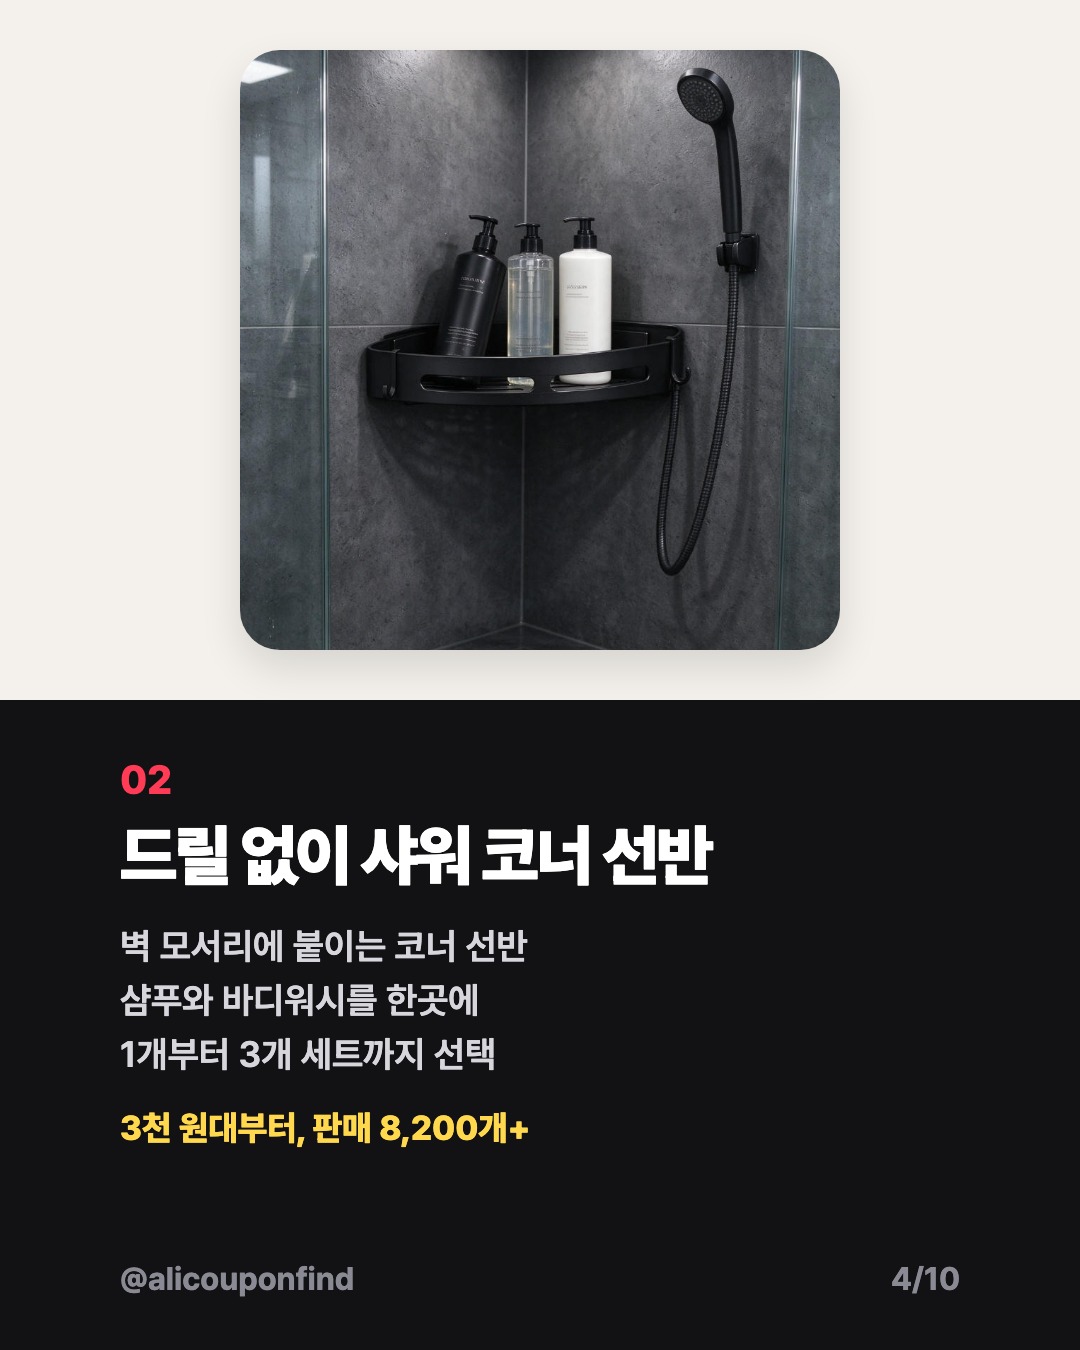 02
드릴 없이 샤워 코너 선반
벽 모서리에 붙이는 코너 선반
샴푸와 바디워시를 한곳에
1개부터 3개 세트까지 선택
3천 원대부터, 판매 8,200개+
@alicouponfind
4/10